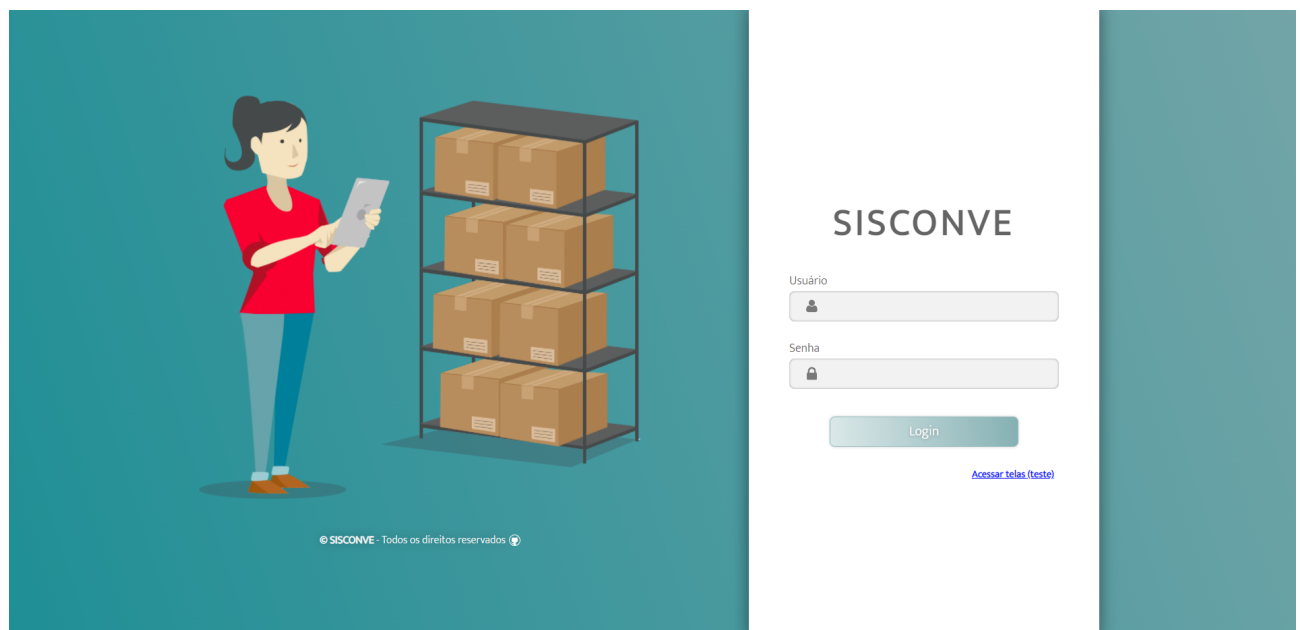 SISCONVE
Usuário
Senha
Login
Acessar telas (teste)
© SISCONVE - Todos os direitos reservados